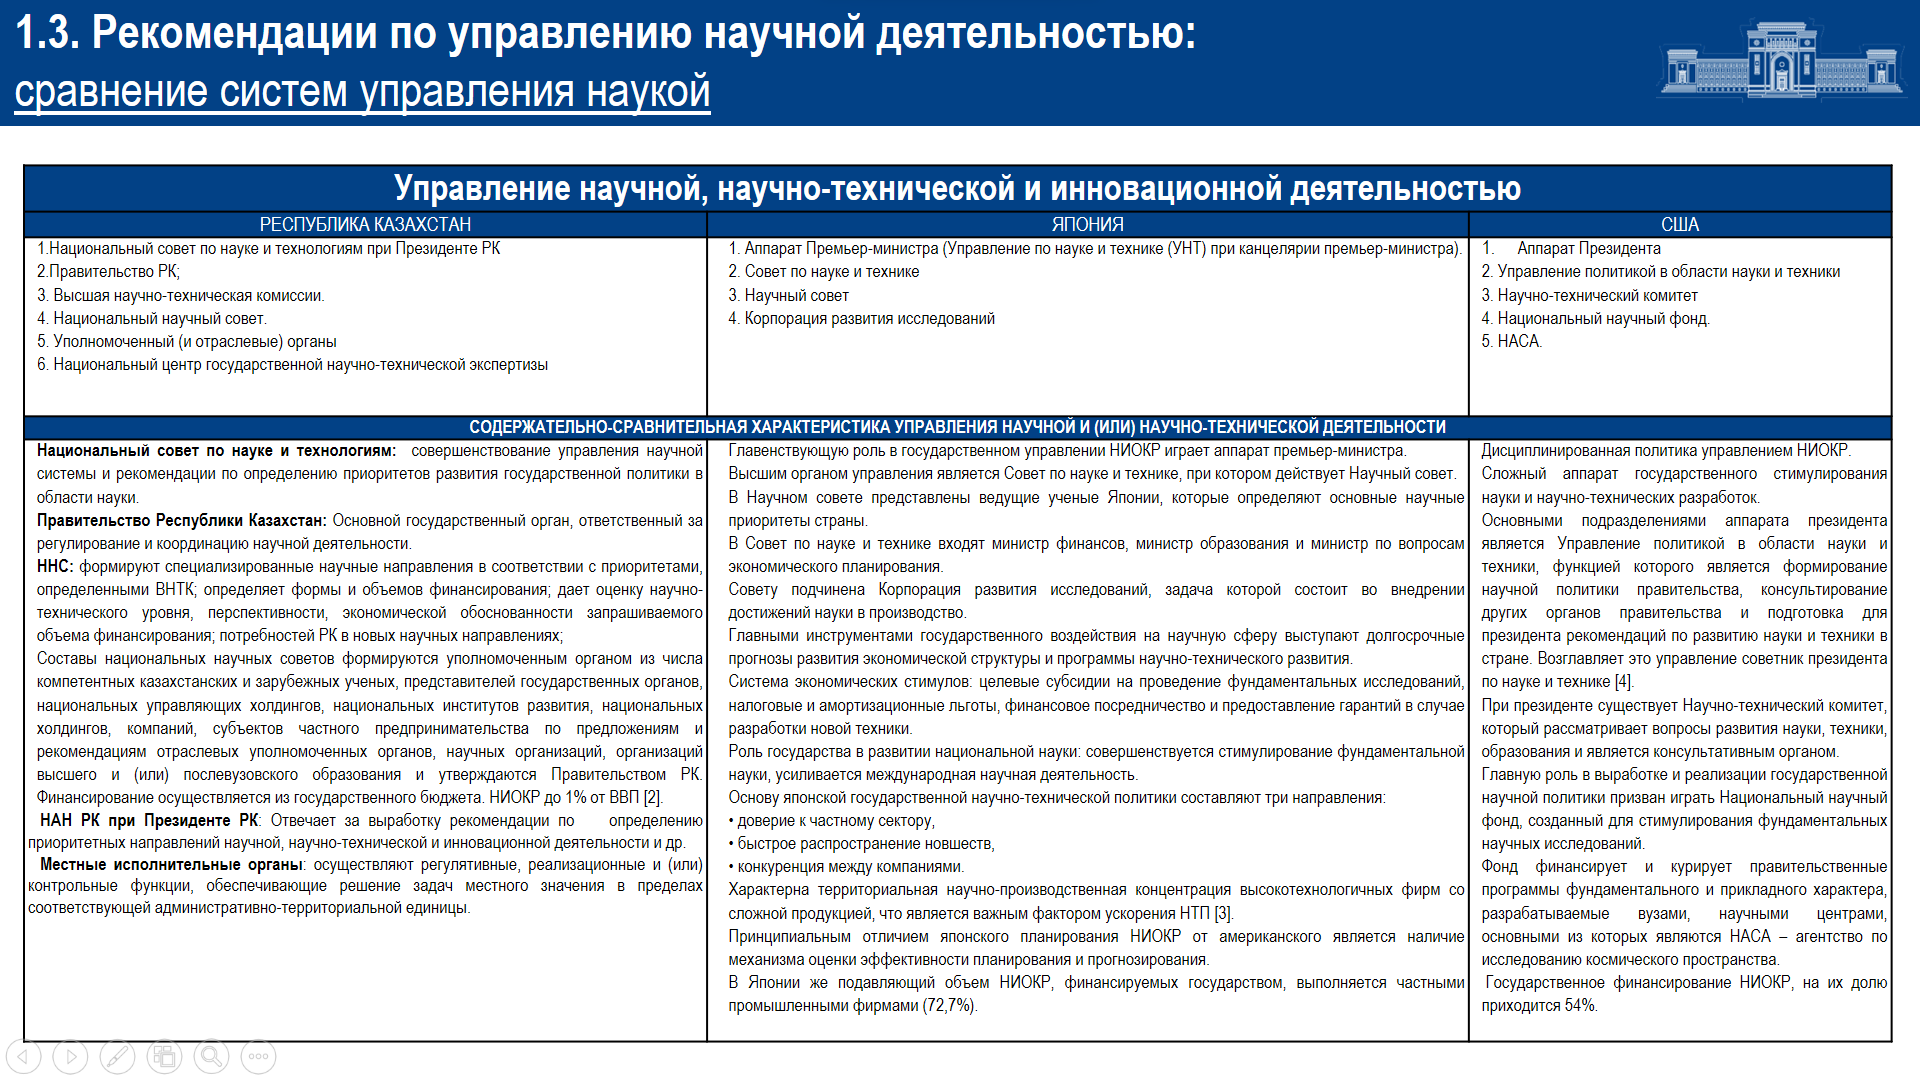 1.3. Рекомендации по управлению научной деятельностью:
сравнение систем управления наукой
Управление научной, научно-технической и инновационной деятельностью
РЕСПУБЛИКА КАЗАХСТАН
ЯПОНИЯ
США
1.Национальный совет по науке и технологиям при Президенте РК
2.Правительство РК;
3. Высшая научно-техническая комиссии.
4. Национальный научный совет.
5. Уполномоченный (и отраслевые) органы
6. Национальный центр государственной научно-технической экспертизы
1. Аппарат Премьер-министра (Управление по науке и технике (УНТ) при канцелярии премьер-министра).
2. Совет по науке и технике
3. Научный совет
4. Корпорация развития исследований
1. Аппарат Президента
2. Управление политикой в области науки и техники
3. Научно-технический комитет
4. Национальный научный фонд.
5. НАСА.
СОДЕРЖАТЕЛЬНО-СРАВНИТЕЛЬНАЯ ХАРАКТЕРИСТИКА УПРАВЛЕНИЯ НАУЧНОЙ И (ИЛИ) НАУЧНО-ТЕХНИЧЕСКОЙ ДЕЯТЕЛЬНОСТИ
Национальный совет по науке и технологиям: совершенствование управления научной
системы и рекомендации по определению приоритетов развития государственной политики в
области науки.
Правительство Республики Казахстан: Основной государственный орган, ответственный за
регулирование и координацию научной деятельности.
ННС: формируют специализированные научные направления в соответствии с приоритетами,
определенными ВНТК; определяет формы и объемов финансирования; дает оценку научно-
технического уровня, перспективности, экономической обоснованности запрашиваемого
объема финансирования; потребностей РК в новых научных направлениях;
Составы национальных научных советов формируются уполномоченным органом из числа
компетентных казахстанских и зарубежных ученых, представителей государственных органов,
национальных управляющих холдингов, национальных институтов развития, национальных
холдингов, компаний, субъектов частного предпринимательства по предложениям и
рекомендациям отраслевых уполномоченных органов, научных организаций, организаций
высшего и (или) послевузовского образования и утверждаются Правительством РК.
Финансирование осуществляется из государственного бюджета. НИОКР до 1% от ВВП [2].
НАН РК при Президенте РК: Отвечает за выработку рекомендации по определению
приоритетных направлений научной, научно-технической и инновационной деятельности и др.
Местные исполнительные органы: осуществляют регулятивные, реализационные и (или)
контрольные функции, обеспечивающие решение задач местного значения в пределах
соответствующей административно-территориальной единицы.
Главенствующую роль в государственном управлении НИОКР играет аппарат премьер-министра.
Высшим органом управления является Совет по науке и технике, при котором действует Научный совет.
В Научном совете представлены ведущие ученые Японии, которые определяют основные научные
приоритеты страны.
В Совет по науке и технике входят министр финансов, министр образования и министр по вопросам
экономического планирования.
Совету подчинена Корпорация развития исследований, задача которой состоит во внедрении
достижений науки в производство.
Главными инструментами государственного воздействия на научную сферу выступают долгосрочные
прогнозы развития экономической структуры и программы научно-технического развития.
Система экономических стимулов: целевые субсидии на проведение фундаментальных исследований,
налоговые и амортизационные льготы, финансовое посредничество и предоставление гарантий в случае
разработки новой техники.
Роль государства в развитии национальной науки: совершенствуется стимулирование фундаментальной
науки, усиливается международная научная деятельность.
Основу японской государственной научно-технической политики составляют три направления:
• доверие к частному сектору,
• быстрое распространение новшеств,
• конкуренция между компаниями.
Характерна территориальная научно-производственная концентрация высокотехнологичных фирм со
сложной продукцией, что является важным фактором ускорения НТП [3].
Принципиальным отличием японского планирования НИОКР от американского является наличие
механизма оценки эффективности планирования и прогнозирования.
В Японии же подавляющий объем НИОКР, финансируемых государством, выполняется частными
промышленными фирмами (72,7%).
Дисциплинированная политика управлением НИОКР.
Сложный аппарат государственного стимулирования
науки и научно-технических разработок.
Основными подразделениями аппарата президента
является Управление политикой в области науки и
техники, функцией которого является формирование
научной политики правительства, консультирование
других органов правительства и подготовка для
президента рекомендаций по развитию науки и техники в
стране. Возглавляет это управление советник президента
по науке и технике [4].
При президенте существует Научно-технический комитет,
который рассматривает вопросы развития науки, техники,
образования и является консультативным органом.
Главную роль в выработке и реализации государственной
научной политики призван играть Национальный научный
фонд, созданный для стимулирования фундаментальных
научных исследований.
Фонд финансирует и курирует правительственные
программы фундаментального и прикладного характера,
разрабатываемые вузами, научными центрами,
основными из которых являются НАСА – агентство по
исследованию космического пространства.
Государственное финансирование НИОКР, на их долю
приходится 54%.